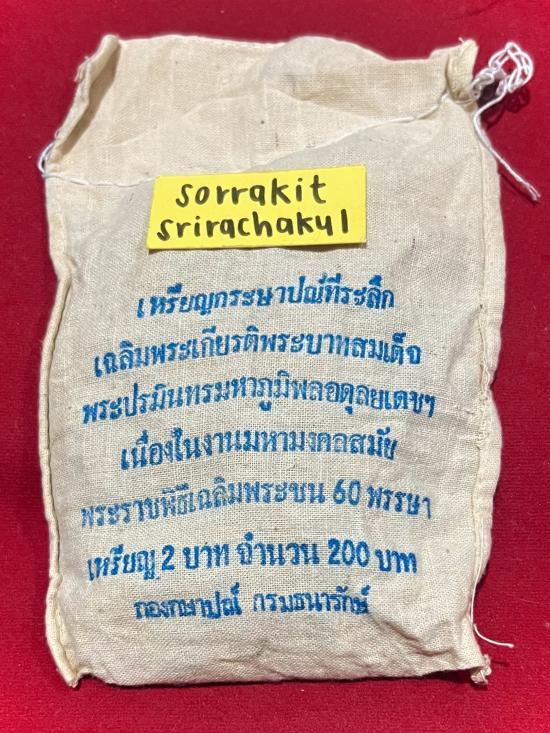 sorrakit
srirachakul
เหรียญกระษาปณ์ที่ระลึก
เฉลิมพระเกียรติพระบาทสมเด็จ
พระปรมินทรมหาภูมิพลอดุลยเดชฯ
เนื่องในงานมหามงคลสมัย
พระราชพิธีเฉลิมพระชน 60 พรรษา
เหรียญ 2 บาท จำนวน 200 บาท
กองกษาปณ์ กรมธนารักษ์